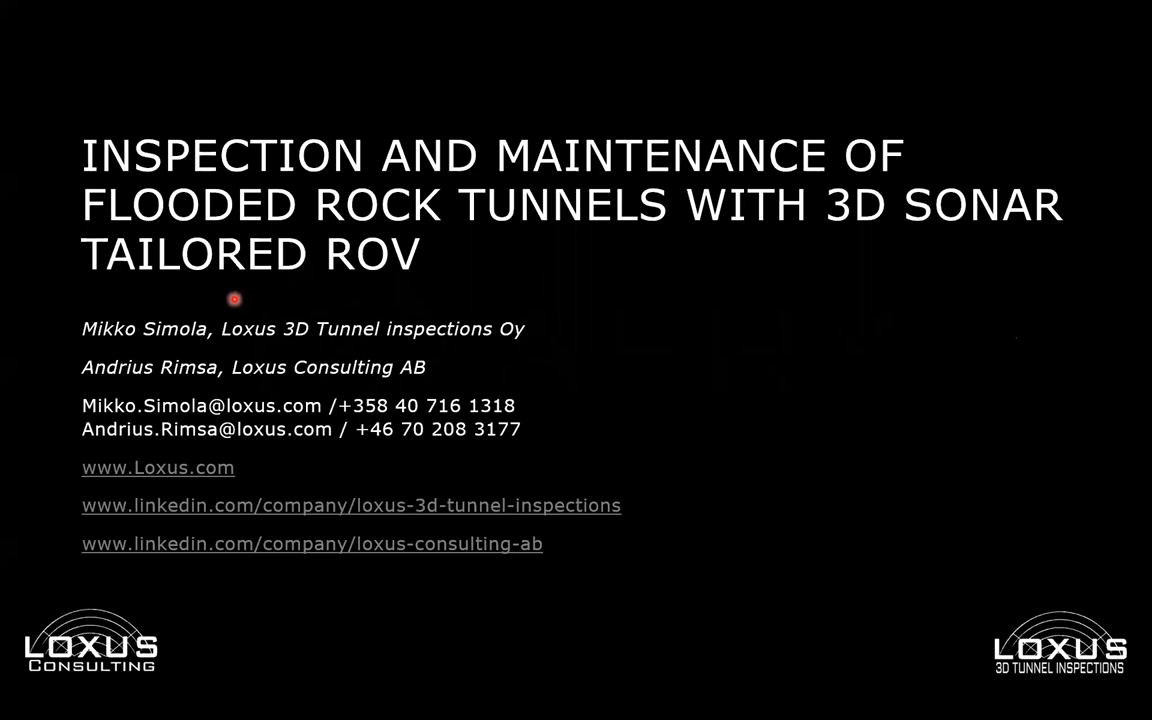 INSPECTION AND MAINTENANCE OF
FLOODED ROCK TUNNELS WITH 3D SONAR
TAILORED ROV
Mikko Simola, Loxus 3D Tunnel inspections Oy
Andrius Rimsa, Loxus Consulting AB
Mikko.Simola@loxus.com /+358 40 716 1318
Andrius.Rimsa@loxus.com / +46 70 208 3177
www.Loxus.com
www.linkedin.com/company/loxus-3d-tunnel-inspections
www.linkedin.com/company/loxus-consulting-ab
LOXUS
CONSULTING
LOXUS
3D TUNNEL INSPECTIONS